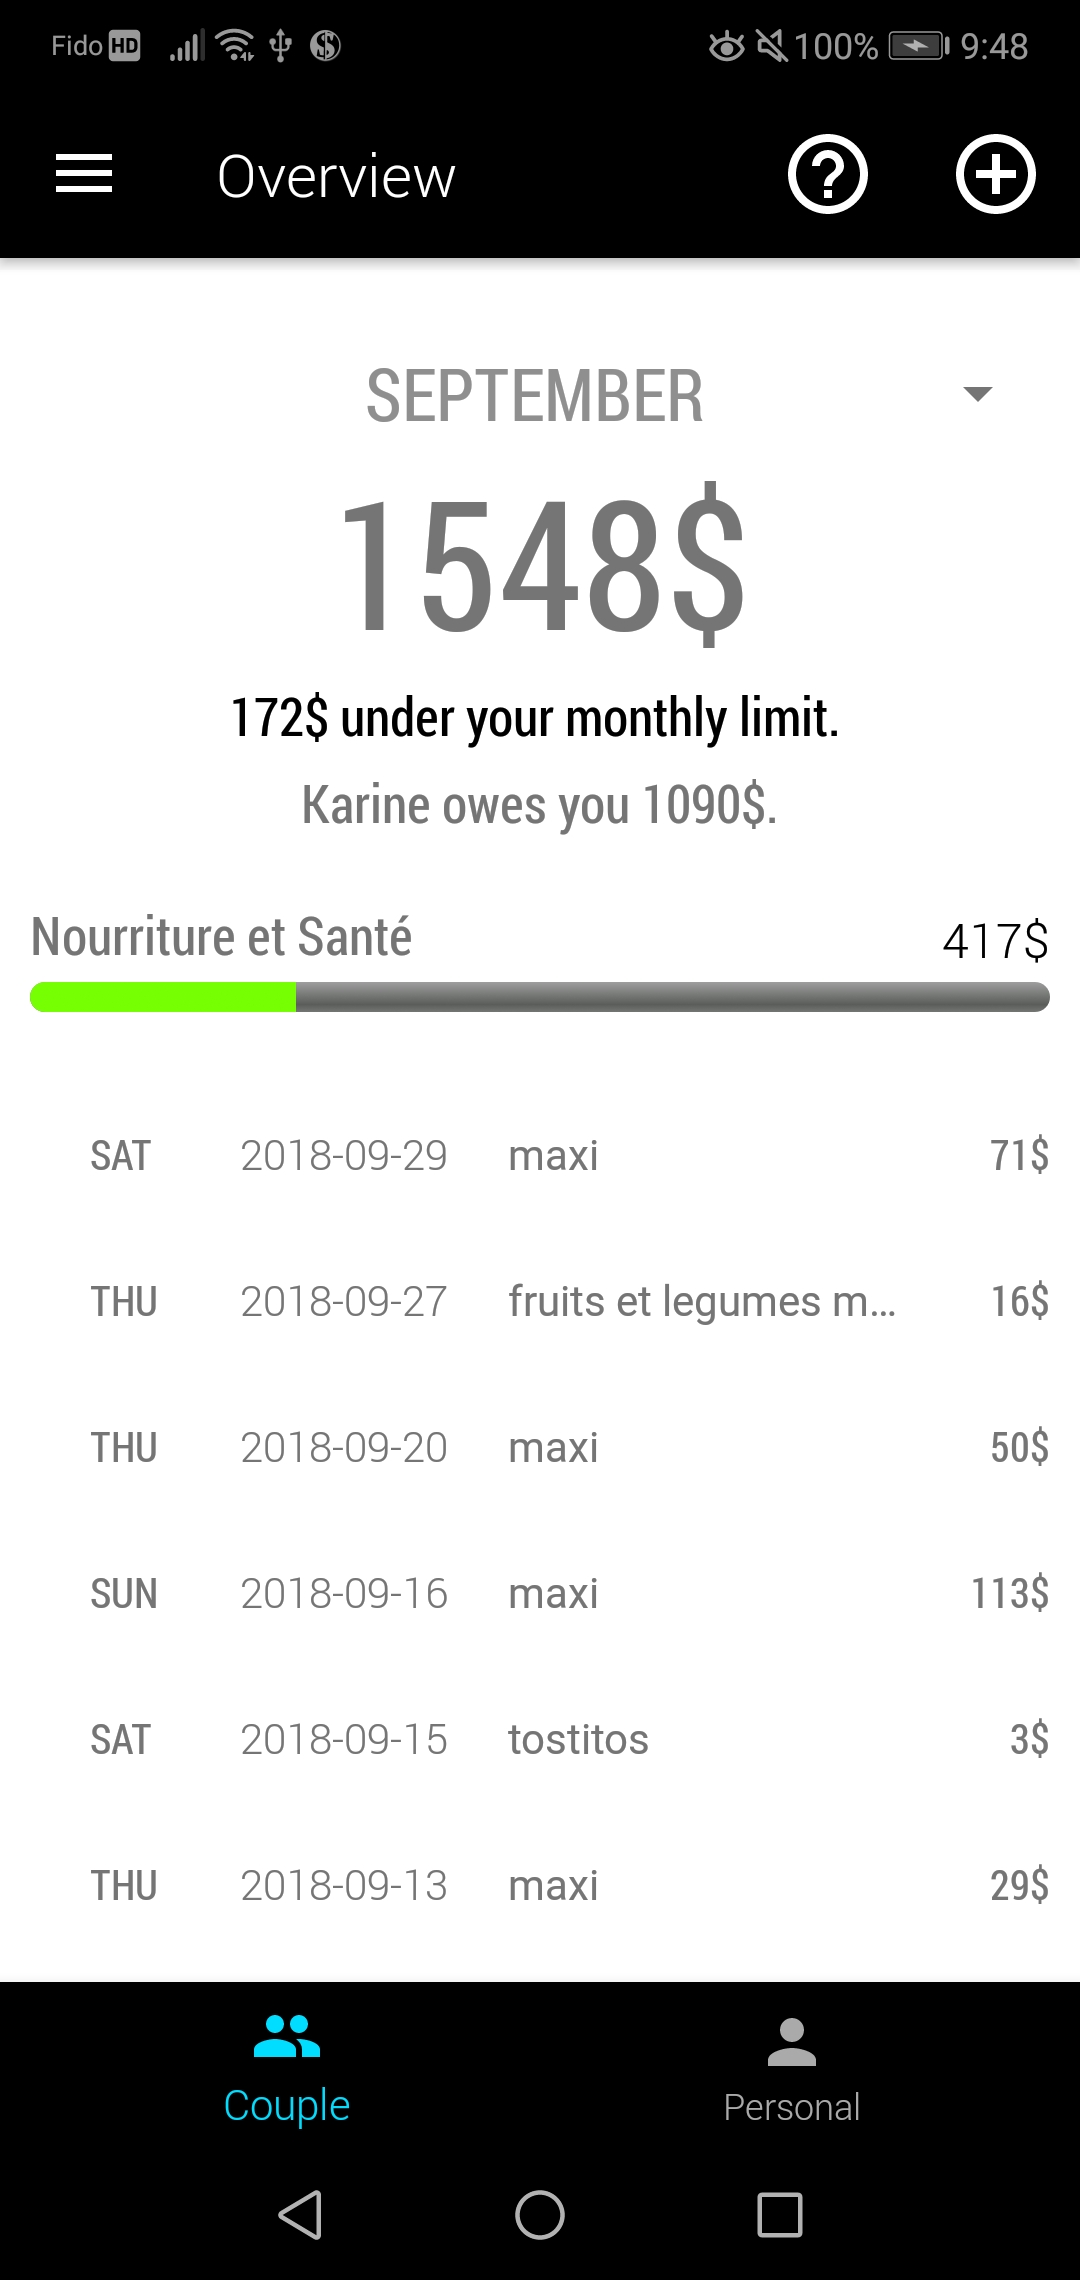 Fido HD 100% 9:48
Overview
SEPTEMBER
1548$
172$ under your monthly limit.
Karine owes you 1090$.
Nourriture et Santé 417$
SAT 2018-09-29 maxi 71$
THU 2018-09-27 fruits et legumes m... 16$
THU 2018-09-20 maxi 50$
SUN 2018-09-16 maxi 113$
SAT 2018-09-15 tostitos 3$
THU 2018-09-13 maxi 29$
Couple Personal